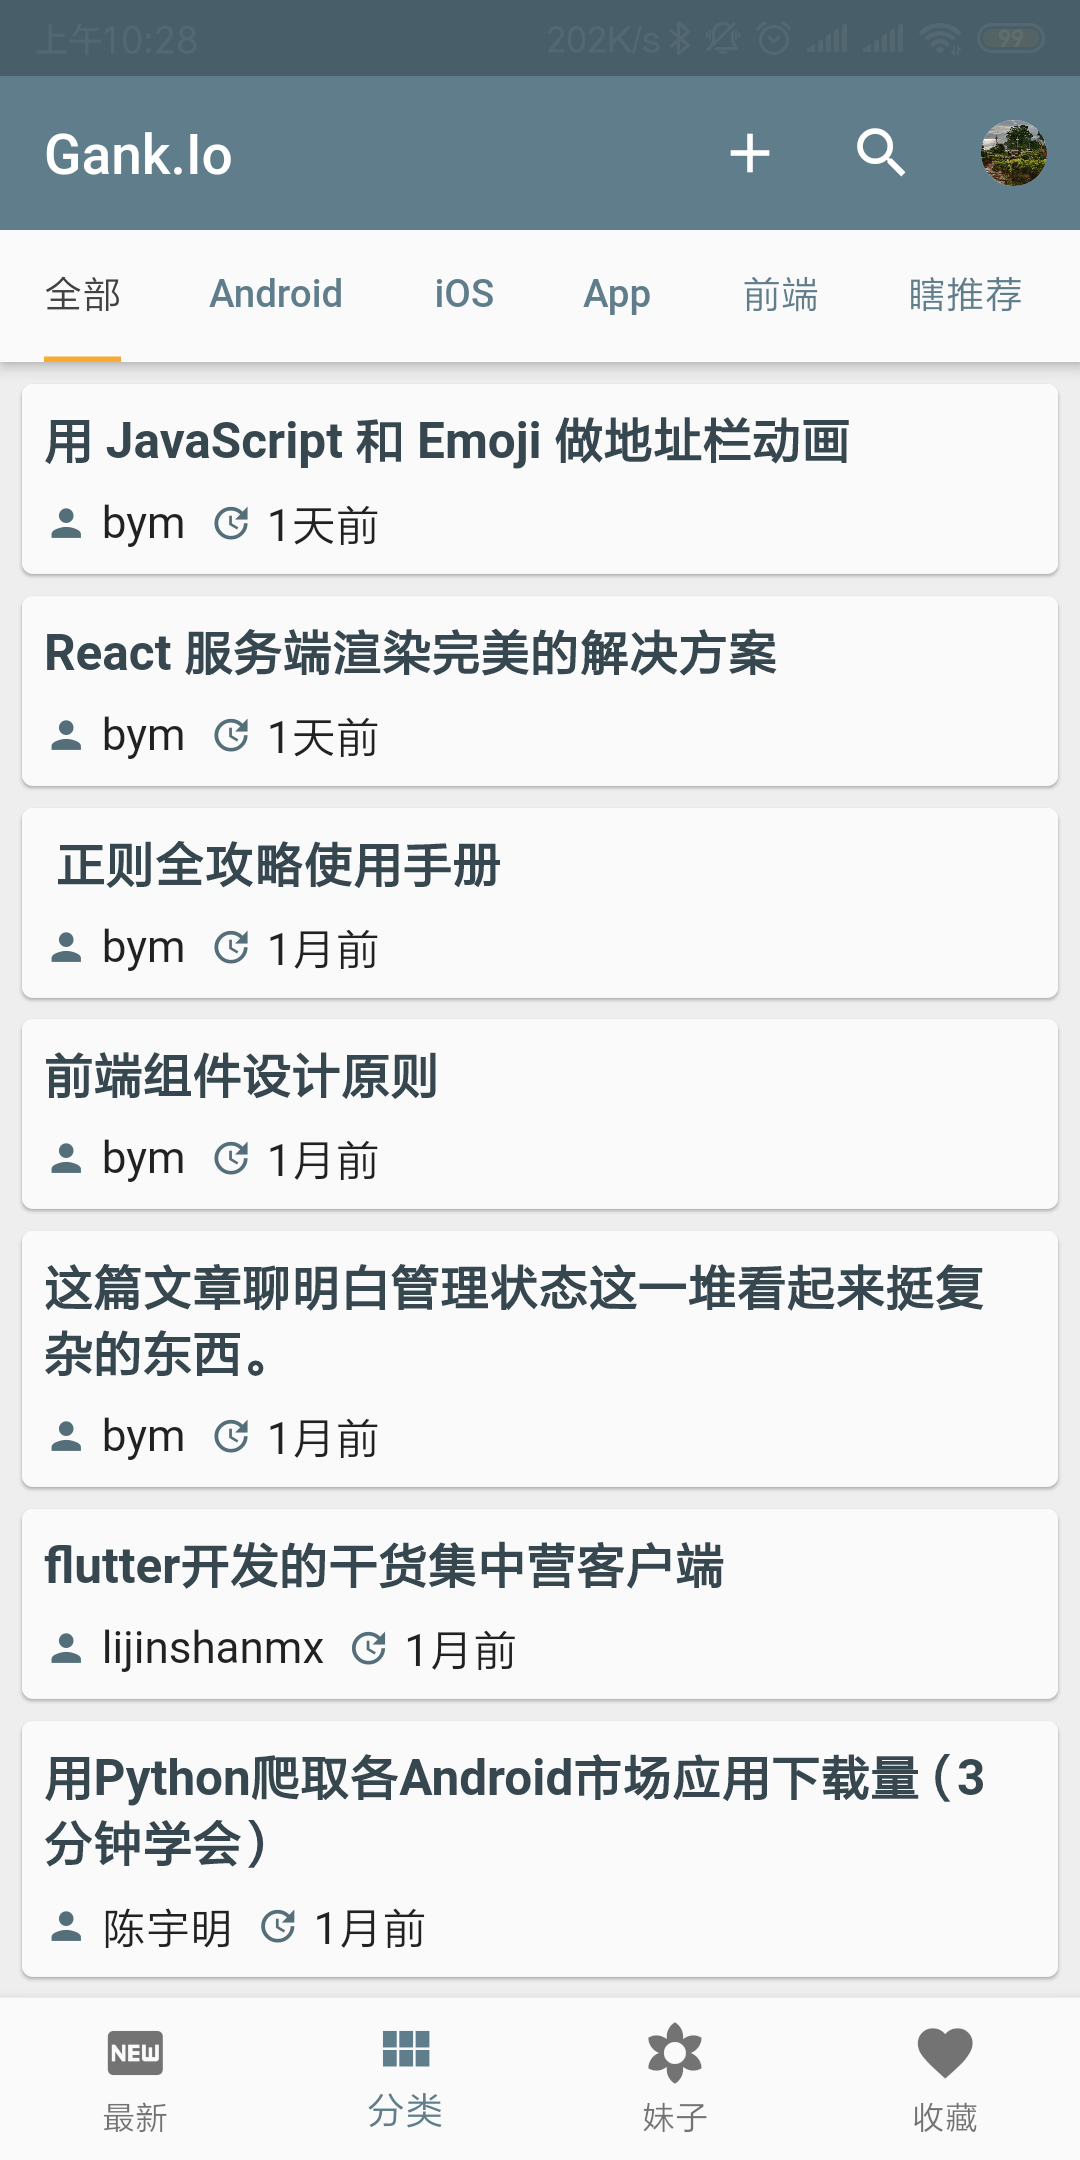 上午10:28 202K/s 99
Gank.Io
全部 Android iOS App 前端 瞎推荐
用 JavaScript 和 Emoji 做地址栏动画
bym 1天前
React 服务端渲染完美的解决方案
bym 1天前
正则全攻略使用手册
bym 1月前
前端组件设计原则
bym 1月前
这篇文章聊明白管理状态这一堆看起来挺复
杂的东西。
bym 1月前
flutter开发的干货集中营客户端
lijinshanmx 1月前
用Python爬取各Android市场应用下载量（3
分钟学会）
陈宇明 1月前
NEW
最新 分类 妹子 收藏